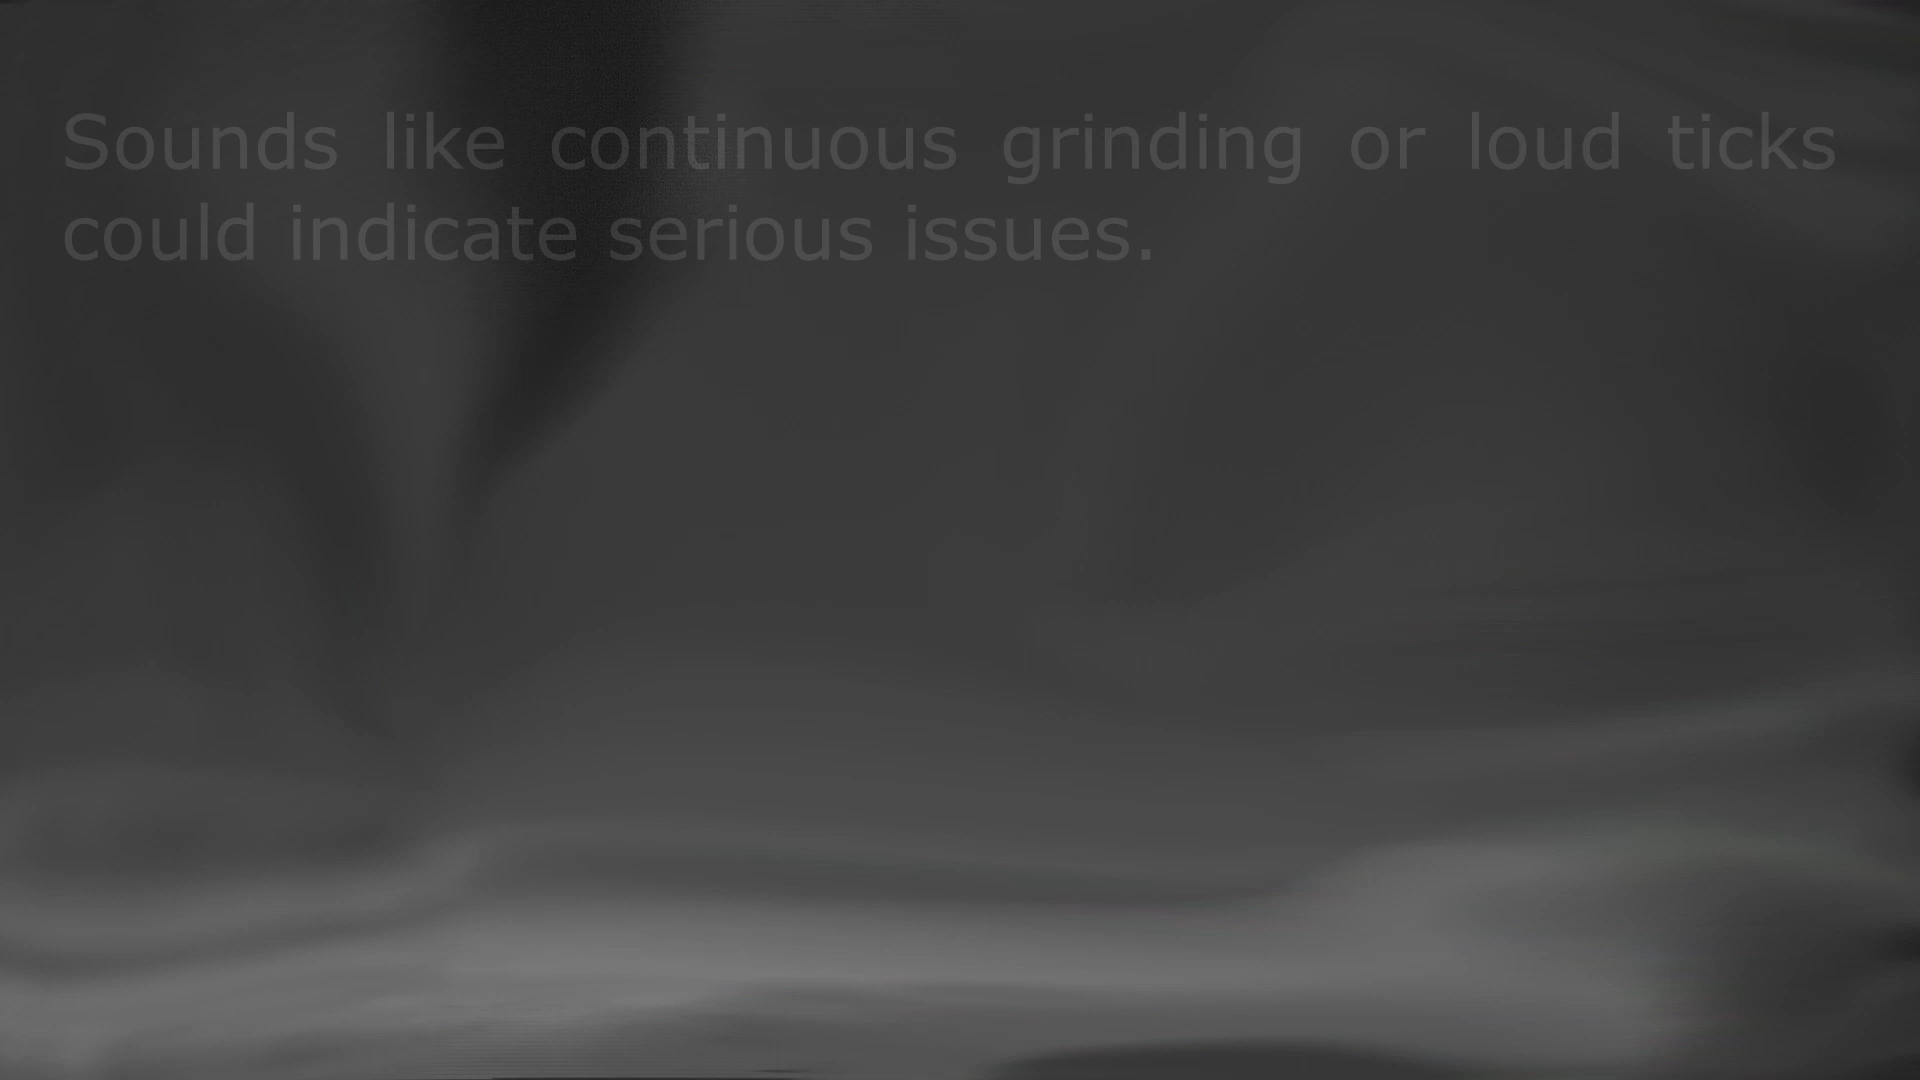 Sounds like continuous grinding or loud ticks
could indicate serious issues.